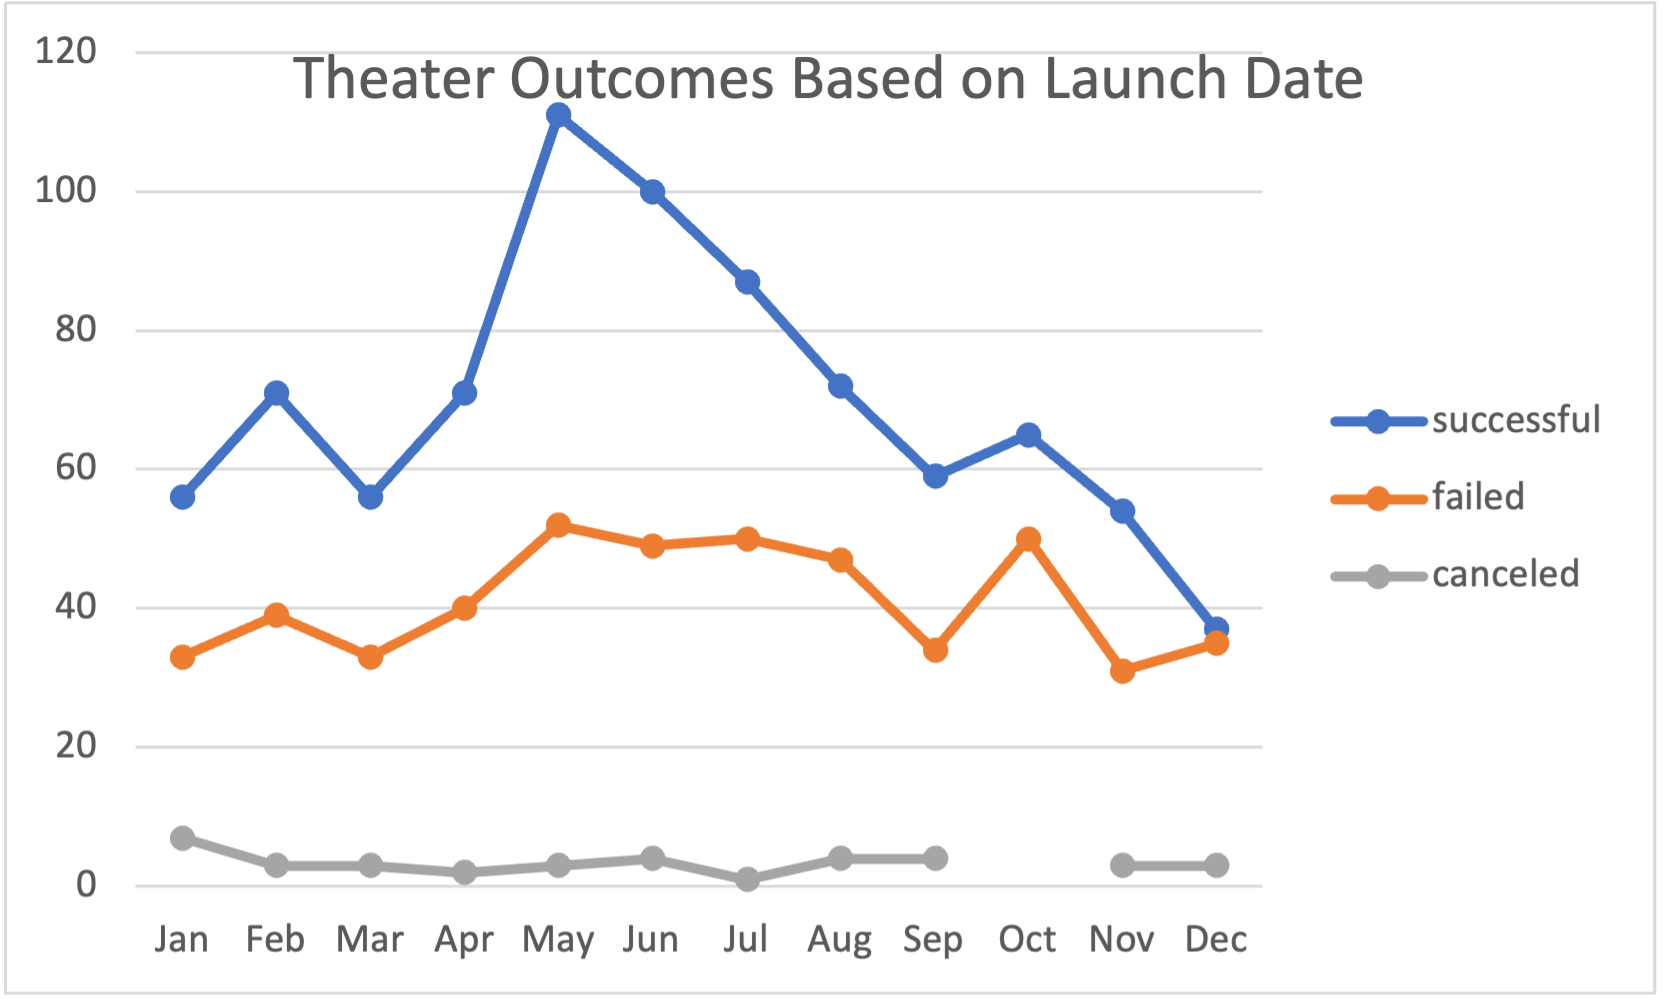 Theater Outcomes Based on Launch Date
120
100
80
60
40
20
0
Jan Feb Mar Apr May Jun Jul Aug Sep Oct Nov Dec
successful
failed
canceled